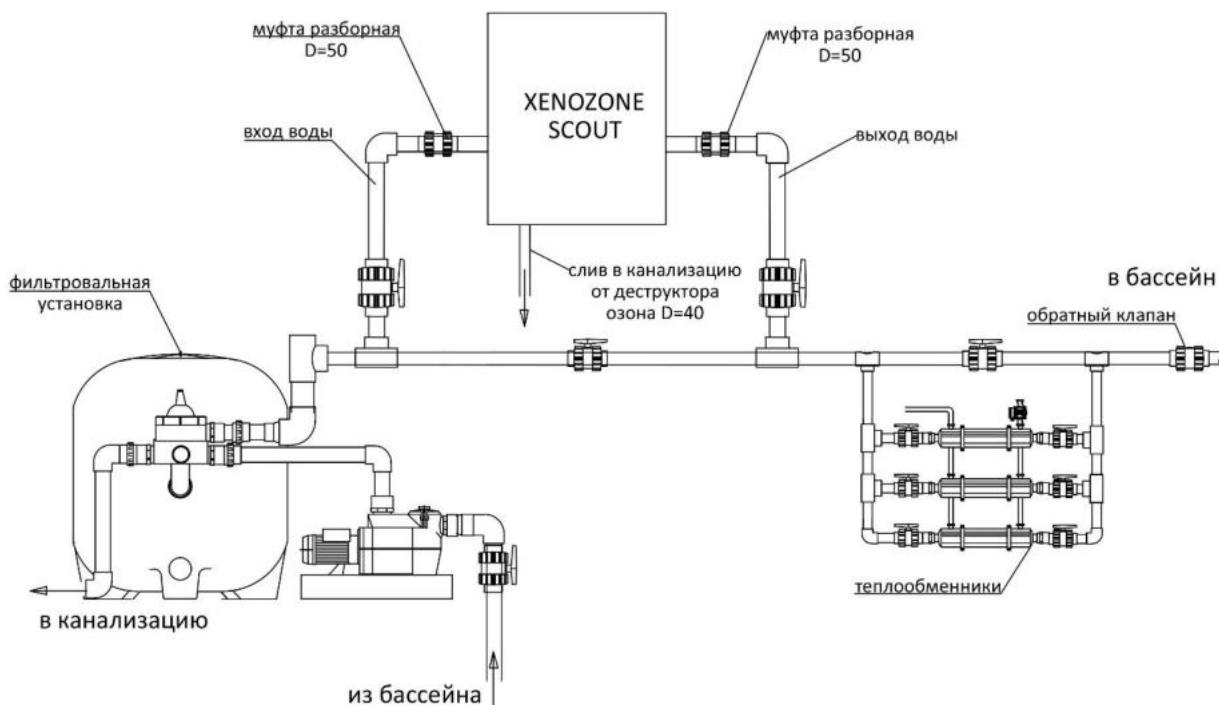 муфта разборная
D=50
муфта разборная
D=50
XENOZONE
SCOUT
вход воды
выход воды
слив в канализацию
от деструктора
озона D=40
фильтровальная
установка
в бассейн
обратный клапан
теплообменники
в канализацию
из бассейна